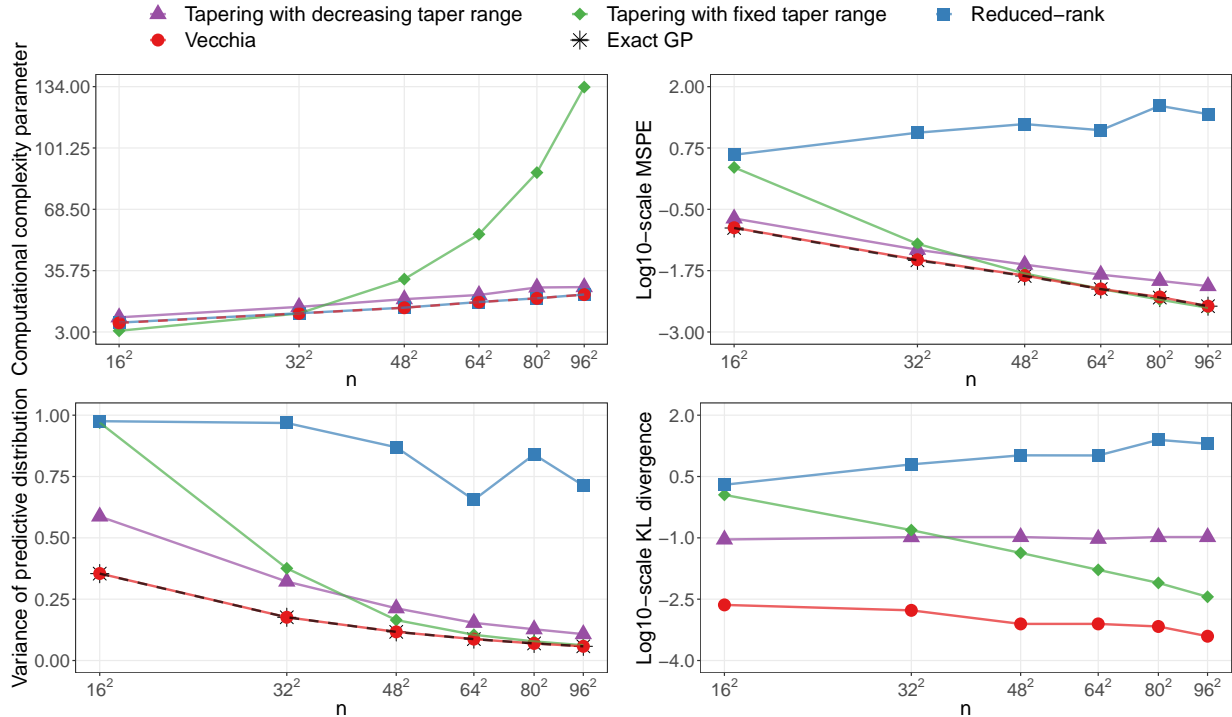 Tapering with decreasing taper range Tapering with fixed taper range Reduced−rank
Vecchia Exact GP
Computational complexity parameter
134.00
101.25
68.50
35.75
3.00
16² 32² 48² 64² 80² 96²
n
Log10−scale MSPE
2.00
0.75
−0.50
−1.75
−3.00
16² 32² 48² 64² 80² 96²
n
Variance of predictive distribution
1.00
0.75
0.50
0.25
0.00
16² 32² 48² 64² 80² 96²
n
Log10−scale KL divergence
2.0
0.5
−1.0
−2.5
−4.0
16² 32² 48² 64² 80² 96²
n